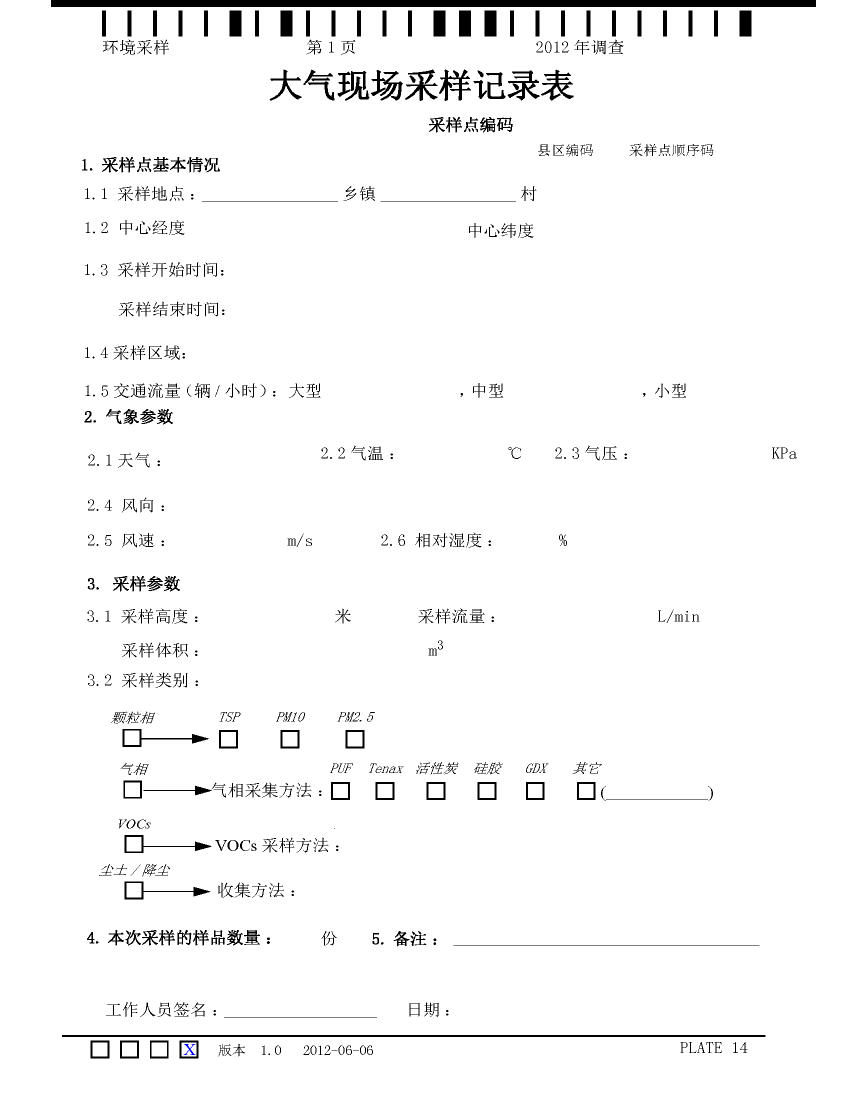 环境采样 第 1 页 2012 年调查
大气现场采样记录表
采样点编码
县区编码 采样点顺序码
1. 采样点基本情况
1.1 采样地点：________________ 乡镇 ________________ 村
1.2 中心经度 中心纬度
1.3 采样开始时间：
采样结束时间：
1.4 采样区域：
1.5 交通流量（辆 / 小时）：大型 ，中型 ，小型
2. 气象参数
2.1 天气： 2.2 气温： ℃ 2.3 气压： KPa
2.4 风向：
2.5 风速： m/s 2.6 相对湿度： %
3. 采样参数
3.1 采样高度： 米 采样流量： L/min
采样体积： m³
3.2 采样类别：
颗粒相 TSP PM10 PM2.5
气相 PUF Tenax 活性炭 硅胶 GDX 其它
气相采集方法： (____________)
VOCs
VOCs 采样方法：
尘土 / 降尘
收集方法：
4. 本次采样的样品数量： 份 5. 备注：____________________________________
工作人员签名：__________________ 日期：
X 版本 1.0 2012-06-06 PLATE 14